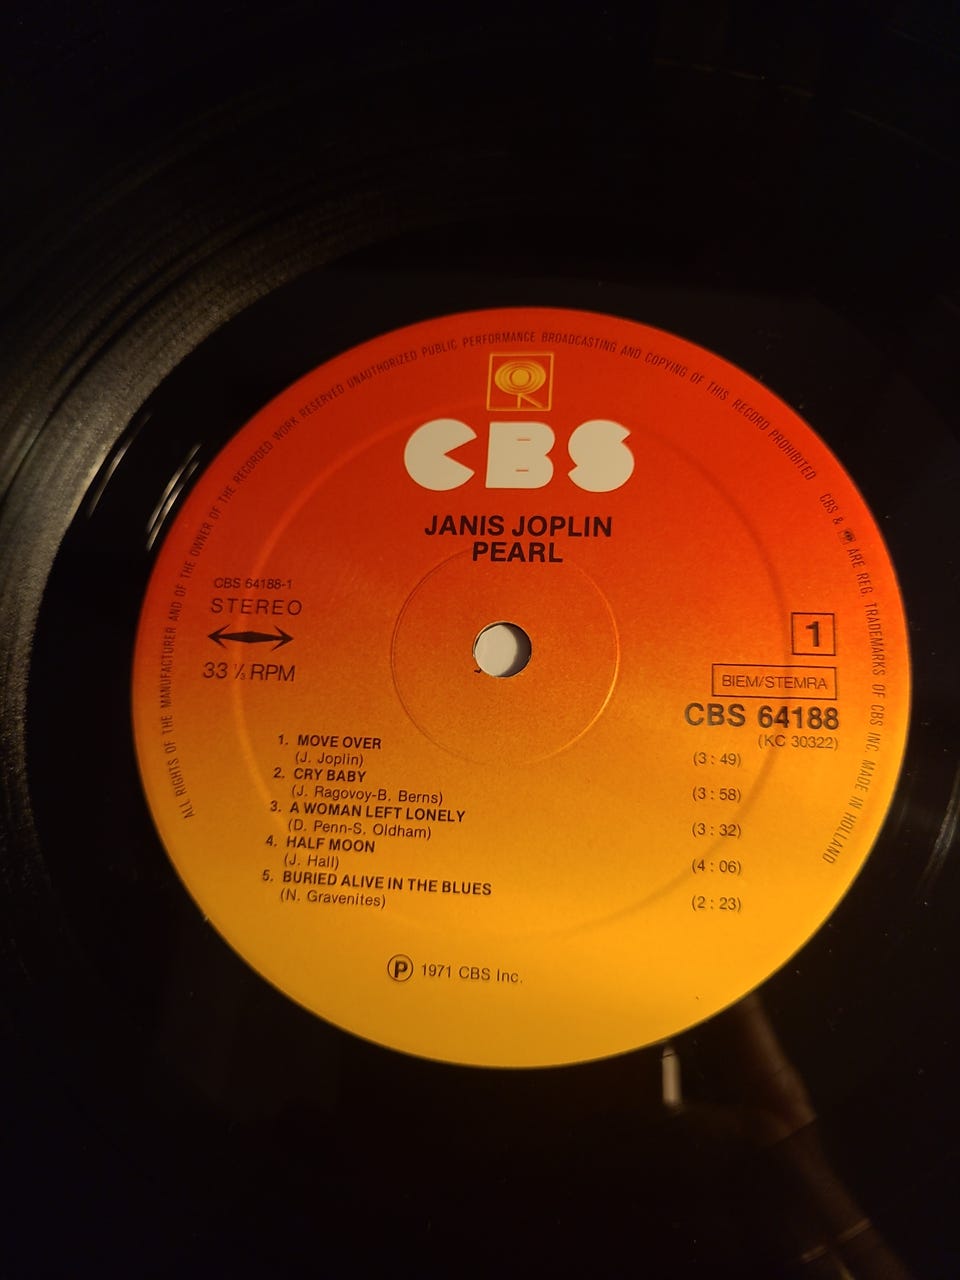 ALL RIGHTS OF THE MANUFACTURER AND OF THE OWNER OF THE RECORDED WORK RESERVED UNAUTHORIZED PUBLIC PERFORMANCE BROADCASTING AND COPYING OF THIS RECORD PROHIBITED
CBS & ARE REG. TRADEMARKS OF CBS INC. MADE IN HOLLAND
CBS
JANIS JOPLIN
PEARL
CBS 64188-1
STEREO
33 ⅓ RPM
1
BIEM/STEMRA
CBS 64188
(KC 30322)
1. MOVE OVER
(J. Joplin) (3 : 49)
2. CRY BABY
(J. Ragovoy-B. Berns) (3 : 58)
3. A WOMAN LEFT LONELY
(D. Penn-S. Oldham) (3 : 32)
4. HALF MOON
(J. Hall) (4 : 06)
5. BURIED ALIVE IN THE BLUES
(N. Gravenites) (2 : 23)
Ⓟ 1971 CBS Inc.